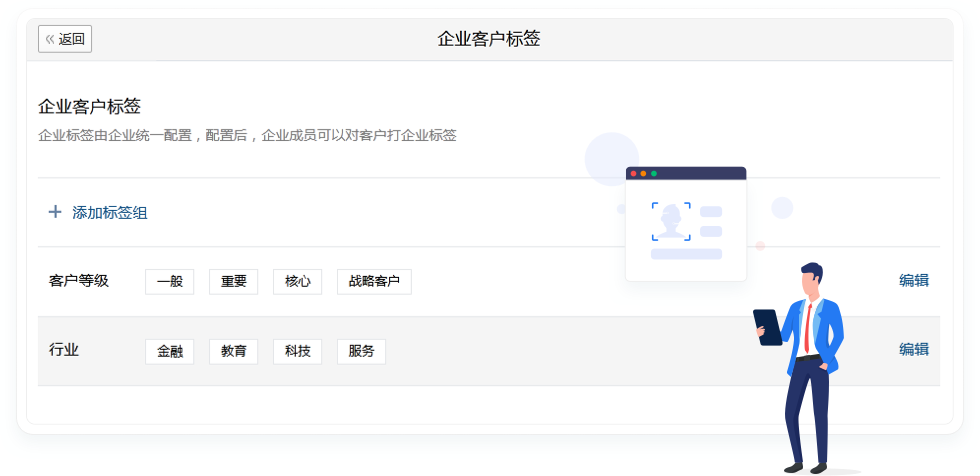 返回
企业客户标签
企业客户标签
企业标签由企业统一配置，配置后，企业成员可以对客户打企业标签
添加标签组
客户等级 一般 重要 核心 战略客户 编辑
行业 金融 教育 科技 服务 编辑